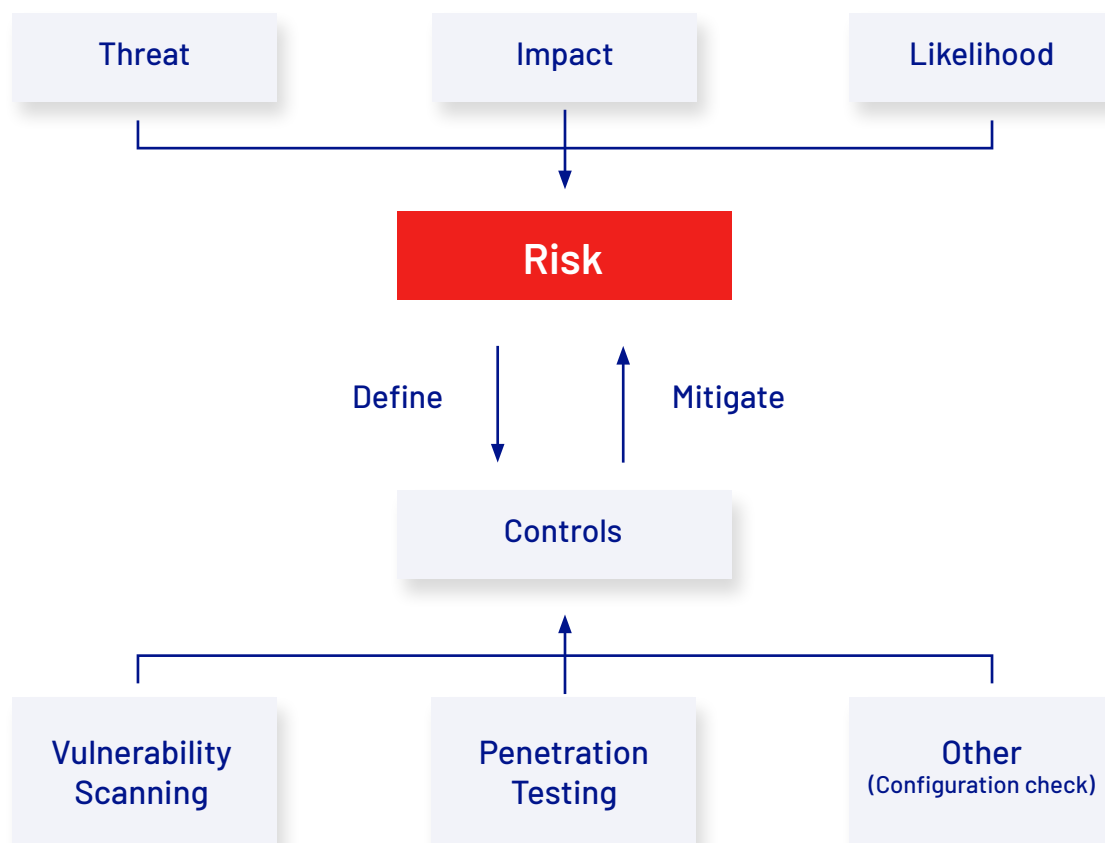 Threat
Impact
Likelihood
Risk
Define
Mitigate
Controls
Vulnerability
Scanning
Penetration
Testing
Other
(Configuration check)